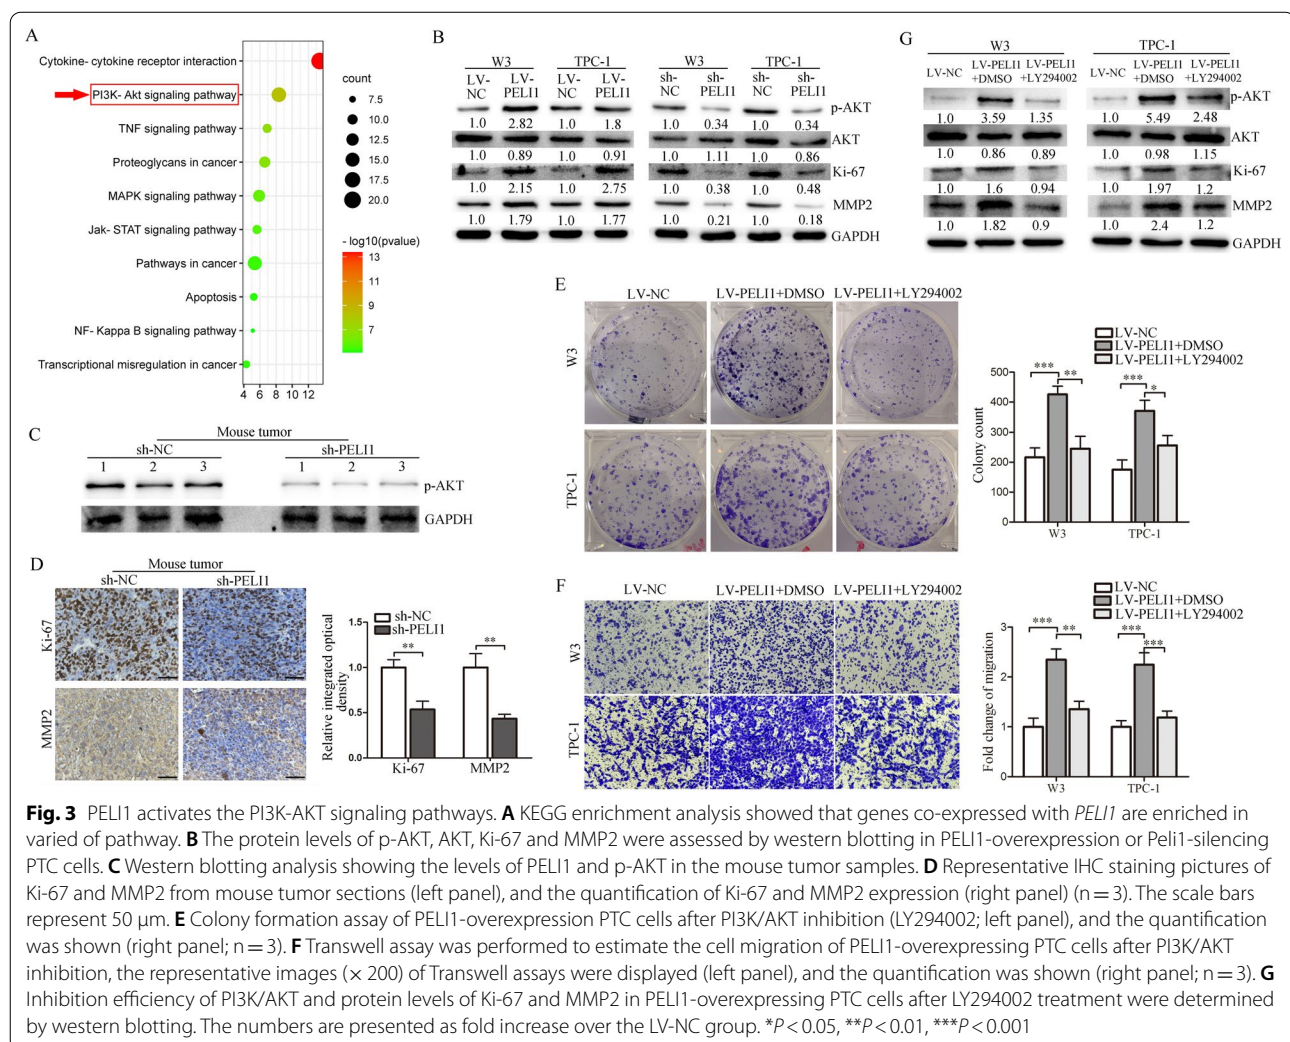 A
Cytokine- cytokine receptor interaction
PI3K- Akt signaling pathway
TNF signaling pathway
Proteoglycans in cancer
MAPK signaling pathway
Jak- STAT signaling pathway
Pathways in cancer
Apoptosis
NF- Kappa B signaling pathway
Transcriptional misregulation in cancer
4 6 8 10 12
count
7.5
10.0
12.5
15.0
17.5
20.0
- log10(pvalue)
13
11
9
7
B
W3 TPC-1 W3 TPC-1
LV-NC LV-PELI1 LV-NC LV-PELI1 sh-NC sh-PELI1 sh-NC sh-PELI1
p-AKT
1.0 2.82 1.0 1.8 1.0 0.34 1.0 0.34
AKT
1.0 0.89 1.0 0.91 1.0 1.11 1.0 0.86
Ki-67
1.0 2.15 1.0 2.75 1.0 0.38 1.0 0.48
MMP2
1.0 1.79 1.0 1.77 1.0 0.21 1.0 0.18
GAPDH
G
W3 TPC-1
LV-NC LV-PELI1+DMSO LV-PELI1+LY294002 LV-NC LV-PELI1+DMSO LV-PELI1+LY294002
p-AKT
1.0 3.59 1.35 1.0 5.49 2.48
AKT
1.0 0.86 0.89 1.0 0.98 1.15
Ki-67
1.0 1.6 0.94 1.0 1.97 1.2
MMP2
1.0 1.82 0.9 1.0 2.4 1.2
GAPDH
C
Mouse tumor
sh-NC sh-PELI1
1 2 3 1 2 3
p-AKT
GAPDH
D
Mouse tumor
sh-NC sh-PELI1
Ki-67
MMP2
sh-NC
sh-PELI1
Relative integrated optical density
1.5
1.0
0.5
0.0
** **
Ki-67 MMP2
E
LV-NC LV-PELI1+DMSO LV-PELI1+LY294002
W3
TPC-1
LV-NC
LV-PELI1+DMSO
LV-PELI1+LY294002
Colony count
500
400
300
200
100
0
*** ** *** *
W3 TPC-1
F
LV-NC LV-PELI1+DMSO LV-PELI1+LY294002
W3
TPC-1
LV-NC
LV-PELI1+DMSO
LV-PELI1+LY294002
Fold change of migration
3
2
1
0
*** ** *** ***
W3 TPC-1
Fig. 3 PELI1 activates the PI3K-AKT signaling pathways. A KEGG enrichment analysis showed that genes co-expressed with PELI1 are enriched in
varied of pathway. B The protein levels of p-AKT, AKT, Ki-67 and MMP2 were assessed by western blotting in PELI1-overexpression or Peli1-silencing
PTC cells. C Western blotting analysis showing the levels of PELI1 and p-AKT in the mouse tumor samples. D Representative IHC staining pictures of
Ki-67 and MMP2 from mouse tumor sections (left panel), and the quantification of Ki-67 and MMP2 expression (right panel) (n = 3). The scale bars
represent 50 μm. E Colony formation assay of PELI1-overexpression PTC cells after PI3K/AKT inhibition (LY294002; left panel), and the quantification
was shown (right panel; n = 3). F Transwell assay was performed to estimate the cell migration of PELI1-overexpressing PTC cells after PI3K/AKT
inhibition, the representative images (× 200) of Transwell assays were displayed (left panel), and the quantification was shown (right panel; n = 3). G
Inhibition efficiency of PI3K/AKT and protein levels of Ki-67 and MMP2 in PELI1-overexpressing PTC cells after LY294002 treatment were determined
by western blotting. The numbers are presented as fold increase over the LV-NC group. *P < 0.05, **P < 0.01, ***P < 0.001